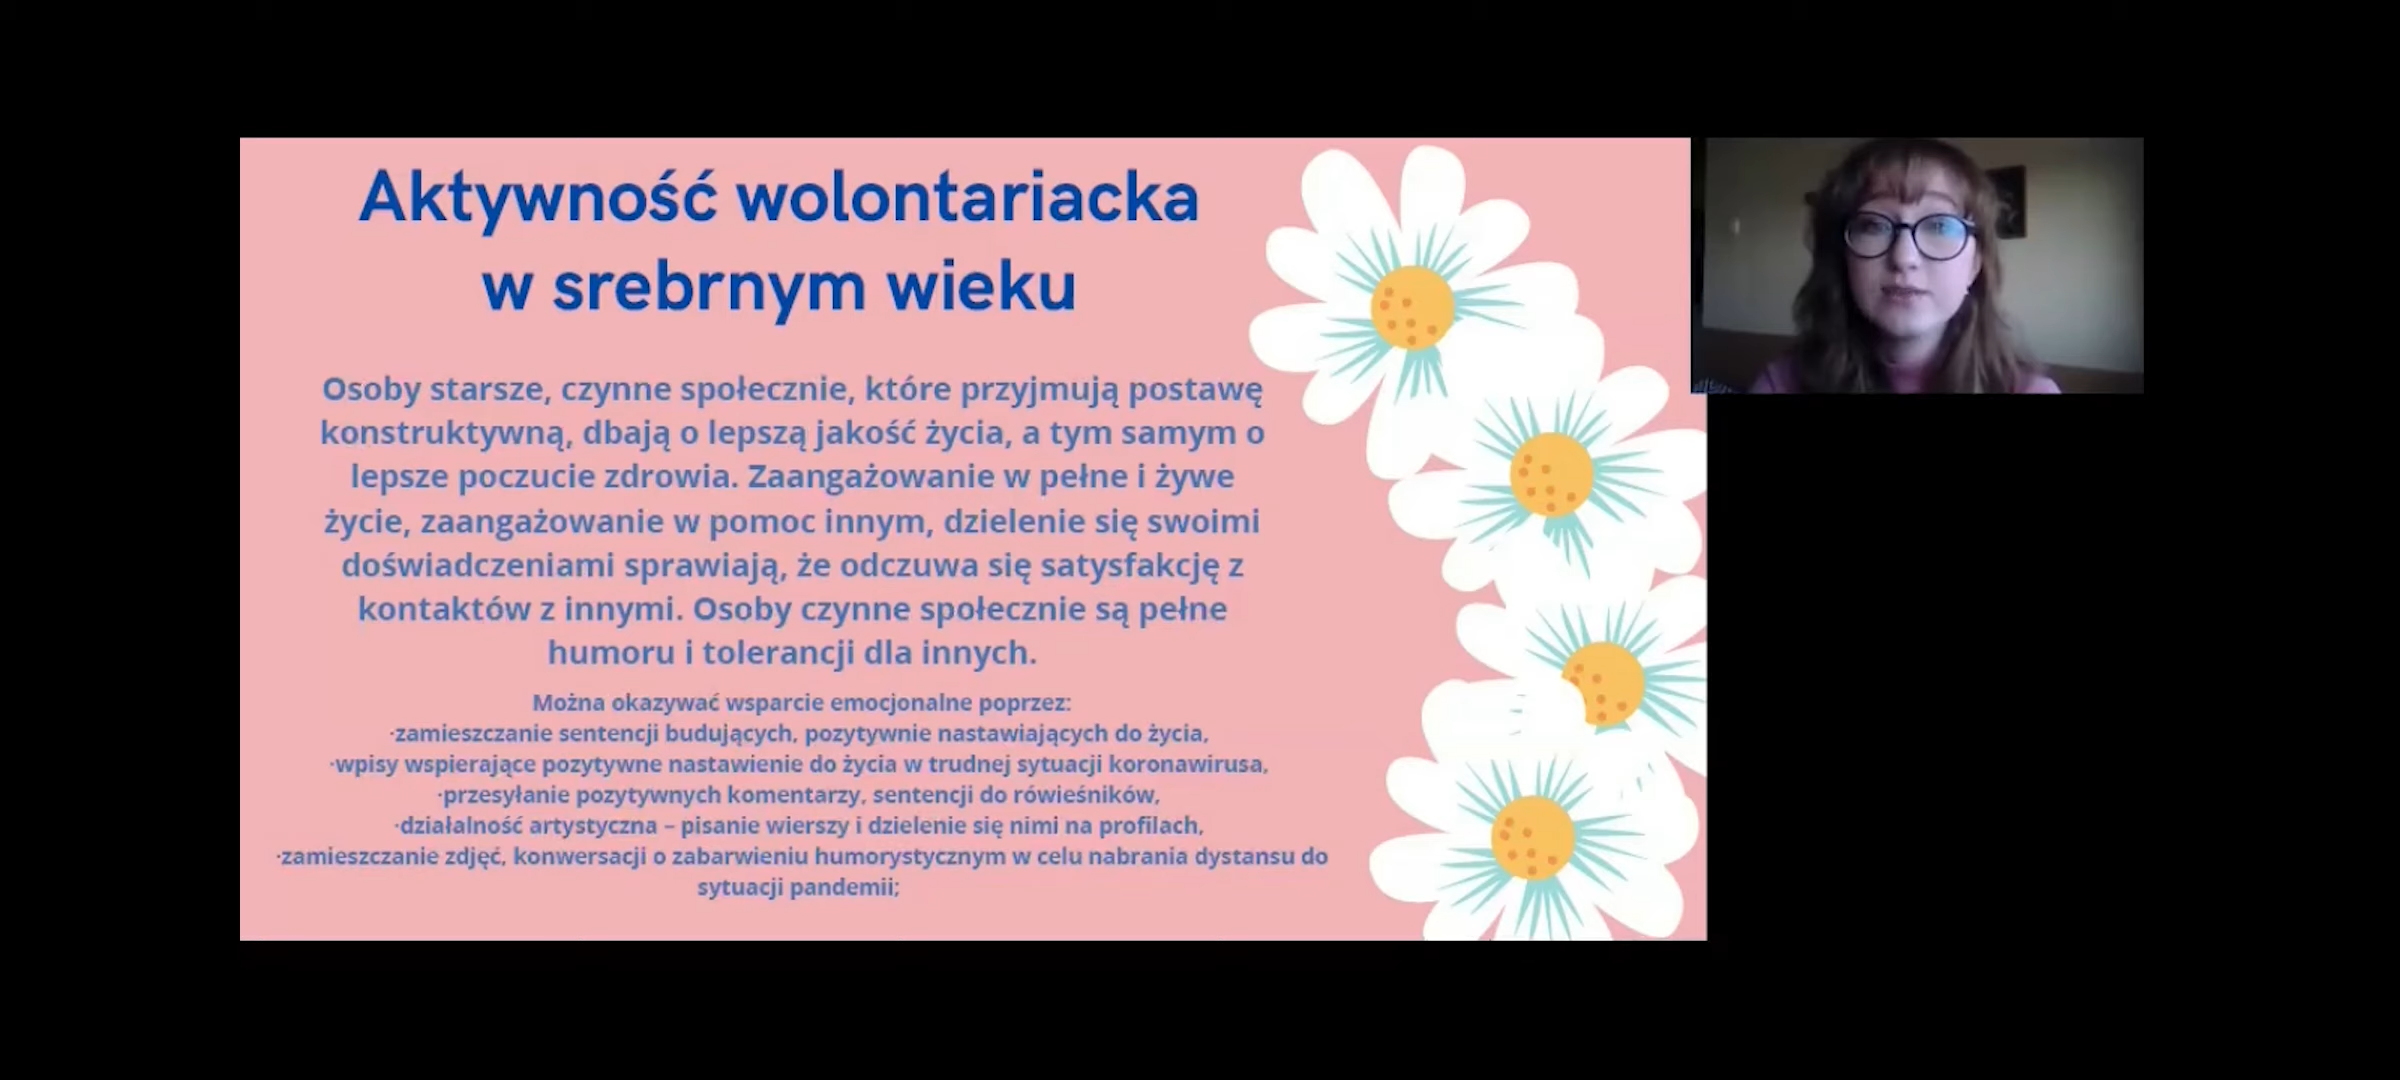 Aktywność wolontariacka
w srebrnym wieku
Osoby starsze, czynne społecznie, które przyjmują postawę
konstruktywną, dbają o lepszą jakość życia, a tym samym o
lepsze poczucie zdrowia. Zaangażowanie w pełne i żywe
życie, zaangażowanie w pomoc innym, dzielenie się swoimi
doświadczeniami sprawiają, że odczuwa się satysfakcję z
kontaktów z innymi. Osoby czynne społecznie są pełne
humoru i tolerancji dla innych.
Można okazywać wsparcie emocjonalne poprzez:
·zamieszczanie sentencji budujących, pozytywnie nastawiających do życia,
·wpisy wspierające pozytywne nastawienie do życia w trudnej sytuacji koronawirusa,
·przesyłanie pozytywnych komentarzy, sentencji do rówieśników,
·działalność artystyczna – pisanie wierszy i dzielenie się nimi na profilach,
·zamieszczanie zdjęć, konwersacji o zabarwieniu humorystycznym w celu nabrania dystansu do
sytuacji pandemii;